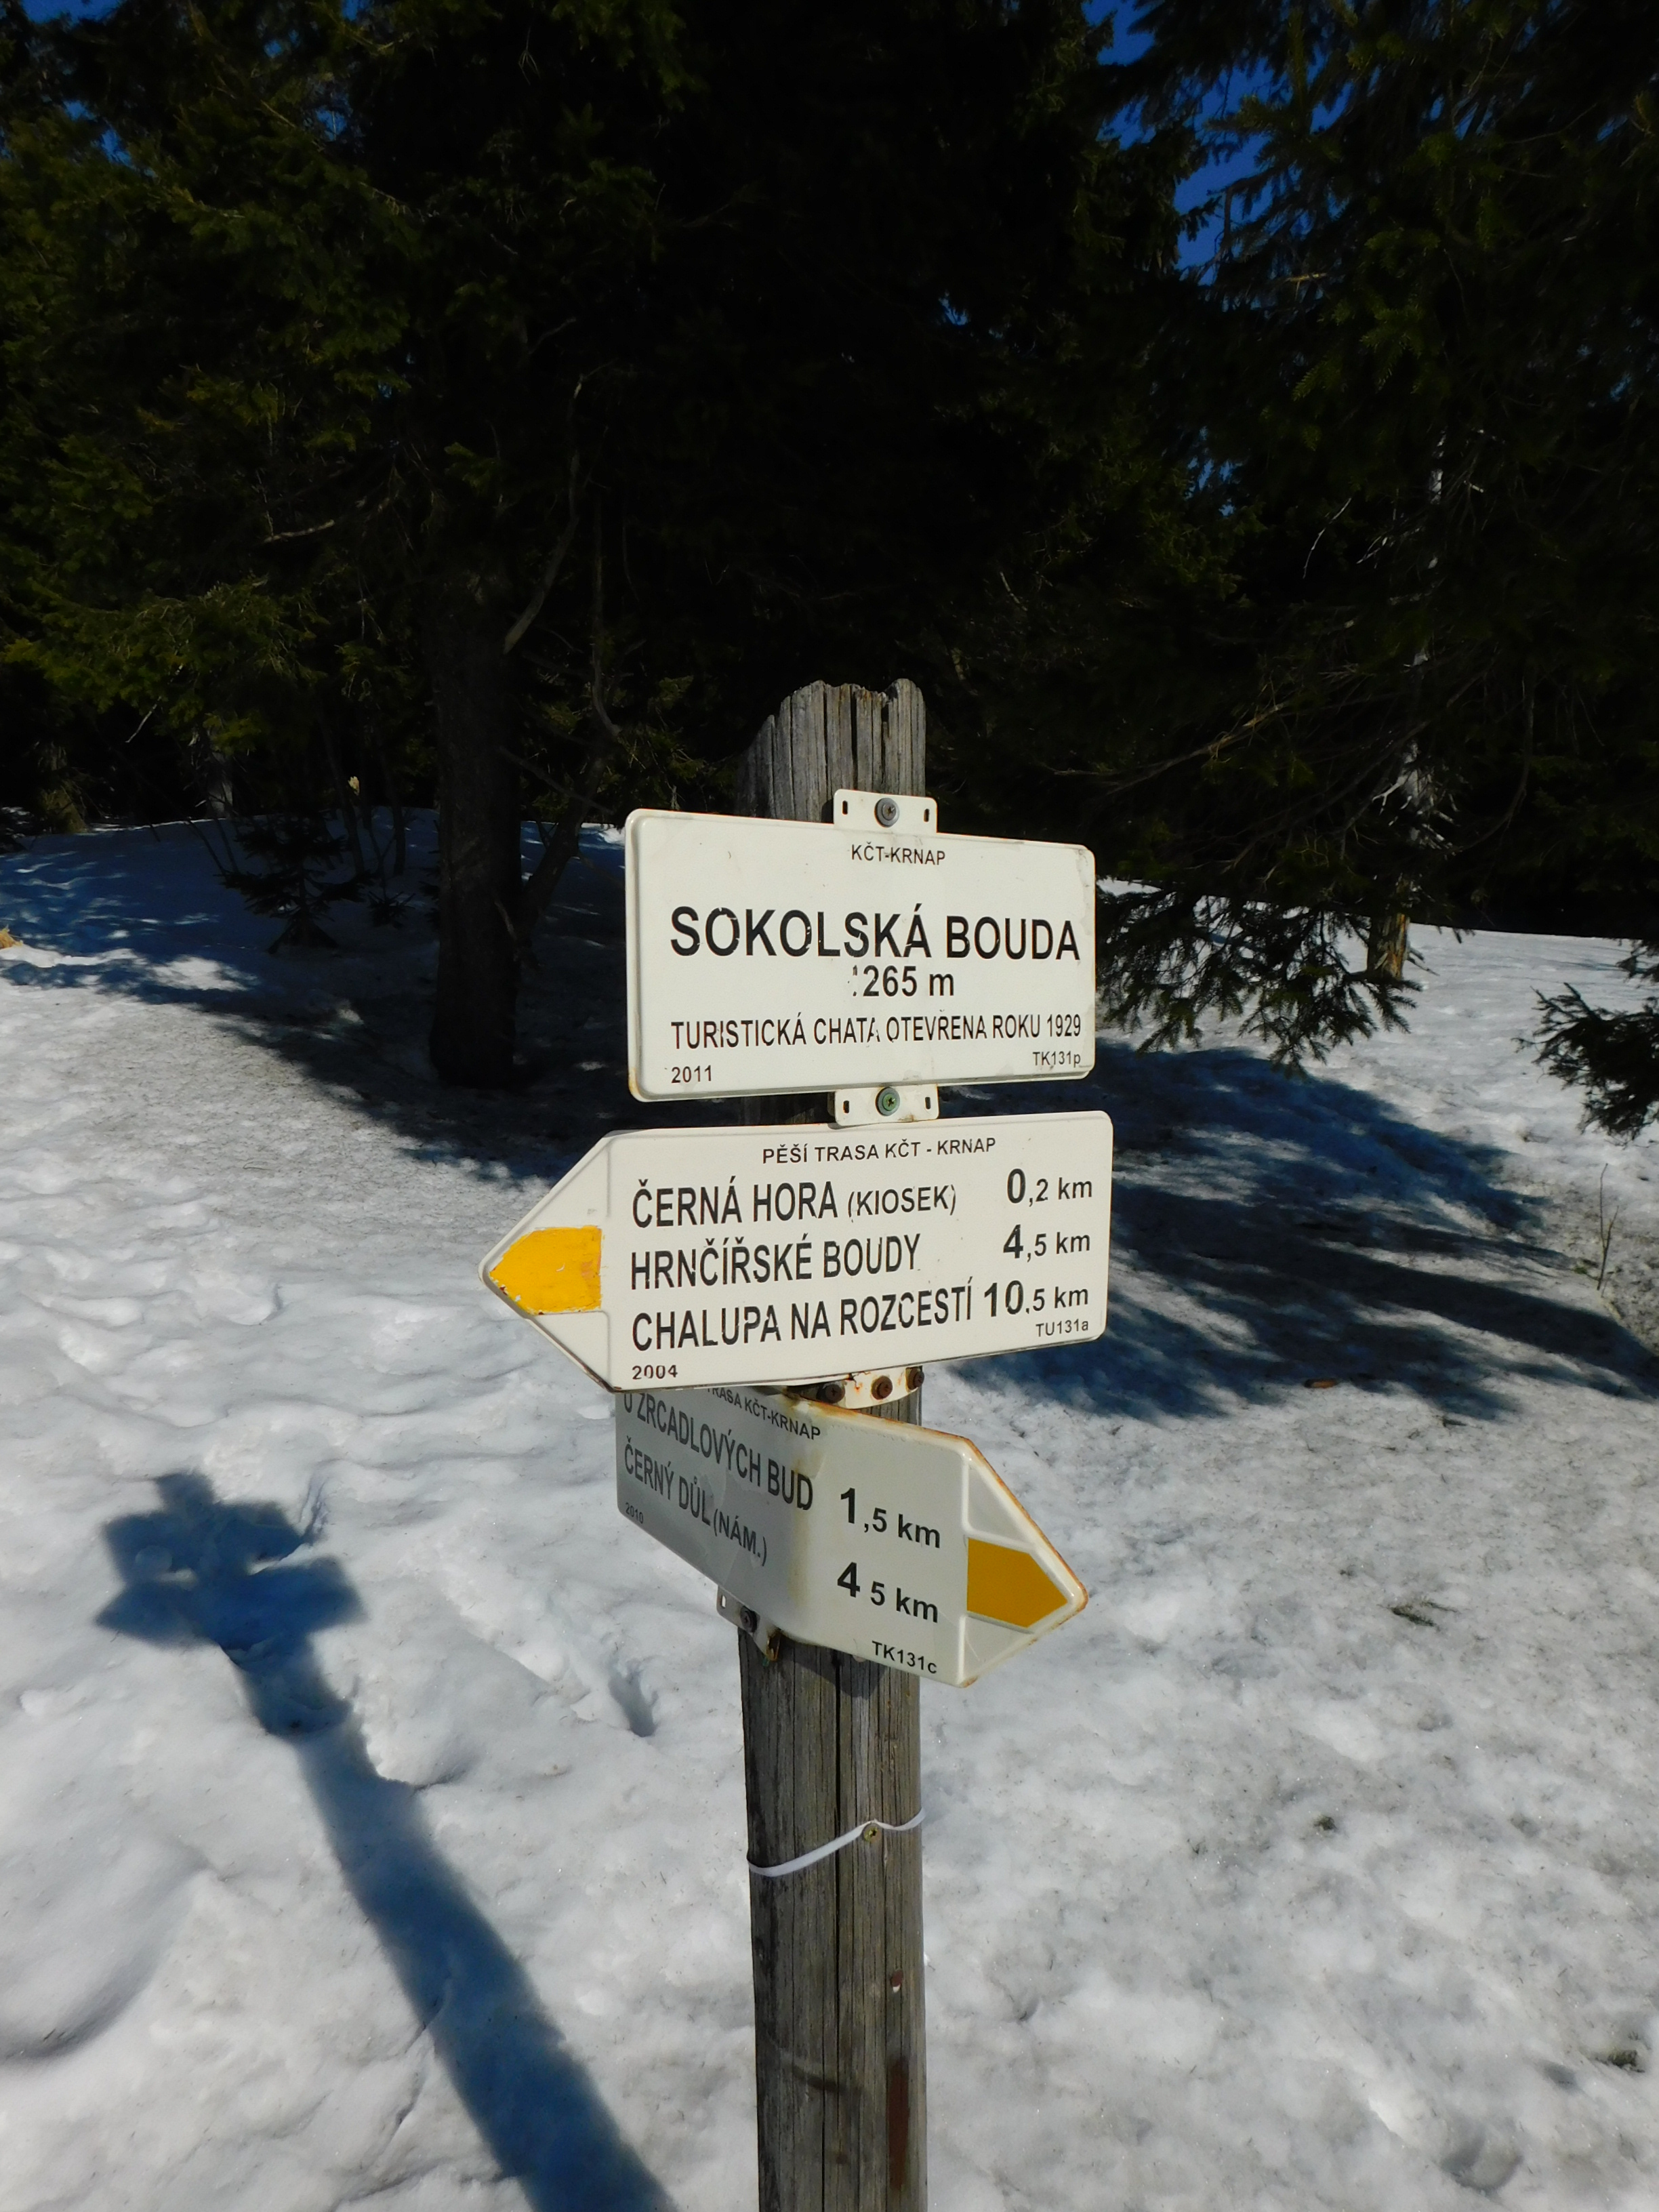 KČT-KRNAP
SOKOLSKÁ BOUDA
1265 m
TURISTICKÁ CHATA OTEVŘENA ROKU 1929
2011 TK131p
PĚŠÍ TRASA KČT - KRNAP
ČERNÁ HORA (KIOSEK) 0,2 km
HRNČÍŘSKÉ BOUDY 4,5 km
CHALUPA NA ROZCESTÍ 10,5 km
2004 TU131a
TRASA KČT-KRNAP
U ZRCADLOVÝCH BUD 1,5 km
ČERNÝ DŮL (NÁM.) 4 5 km
2010 TK131c